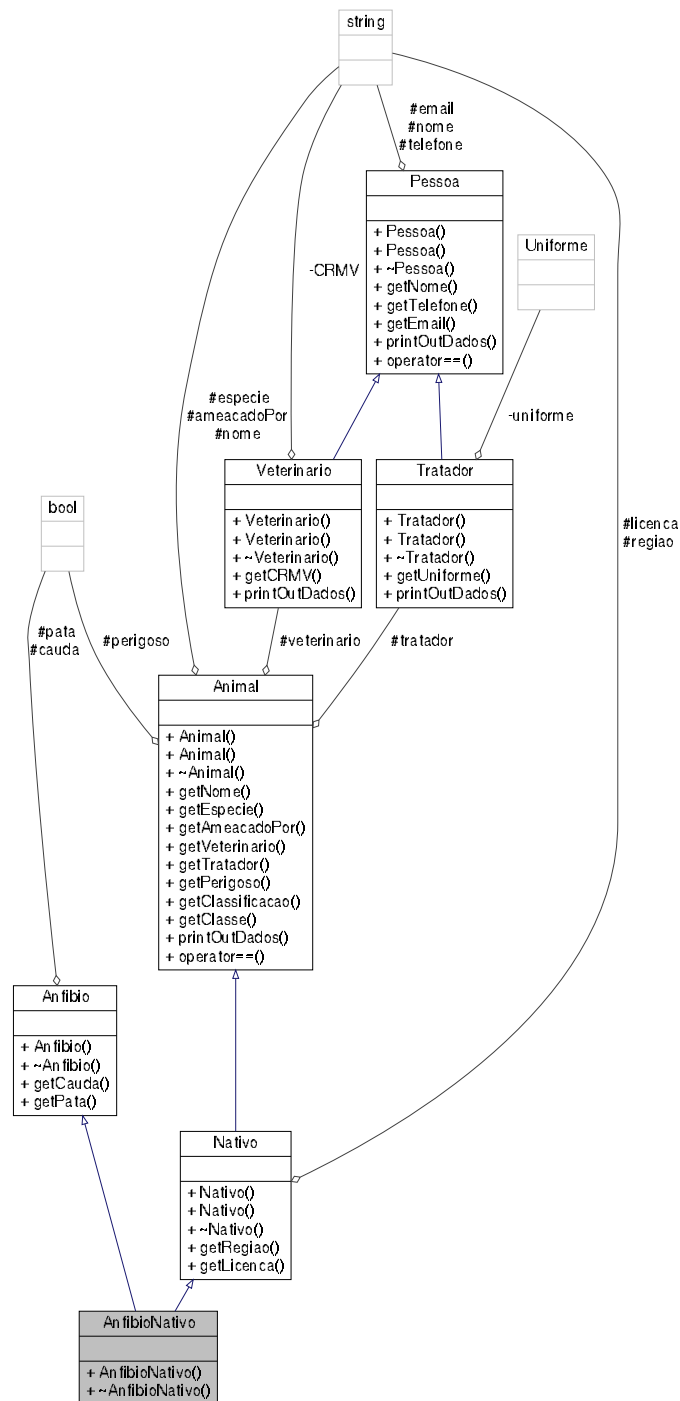 string
#email
#nome
#telefone
Pessoa
+ Pessoa()
+ Pessoa()
+ ~Pessoa()
+ getNome()
+ getTelefone()
+ getEmail()
+ printOutDados()
+ operator==()
Uniforme
-CRMV
#especie
#ameacadoPor
#nome
-uniforme
Veterinario
+ Veterinario()
+ Veterinario()
+ ~Veterinario()
+ getCRMV()
+ printOutDados()
Tratador
+ Tratador()
+ Tratador()
+ ~Tratador()
+ getUniforme()
+ printOutDados()
bool
#licenca
#regiao
#pata
#cauda
#perigoso
#veterinario
#tratador
Animal
+ Animal()
+ Animal()
+ ~Animal()
+ getNome()
+ getEspecie()
+ getAmeacadoPor()
+ getVeterinario()
+ getTratador()
+ getPerigoso()
+ getClassificacao()
+ getClasse()
+ printOutDados()
+ operator==()
Anfibio
+ Anfibio()
+ ~Anfibio()
+ getCauda()
+ getPata()
Nativo
+ Nativo()
+ Nativo()
+ ~Nativo()
+ getRegiao()
+ getLicenca()
AnfibioNativo
+ AnfibioNativo()
+ ~AnfibioNativo()